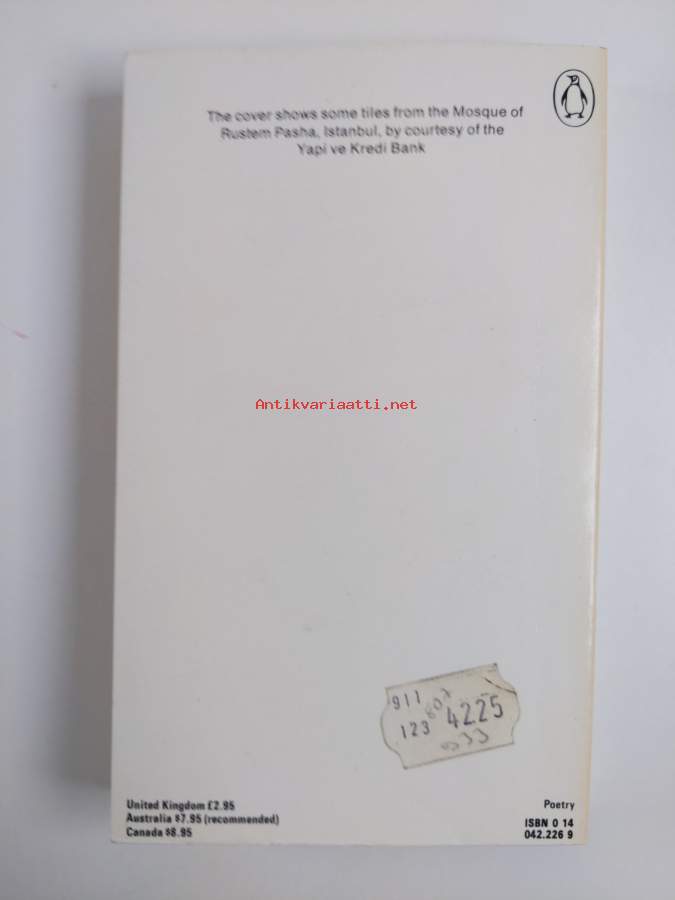 The cover shows some tiles from the Mosque of
Rustem Pasha, Istanbul, by courtesy of the
Yapi ve Kredi Bank
Antikvariaatti.net
911
123 4225
United Kingdom £2.95
Australia $7.95 (recommended)
Canada $8.95
Poetry
ISBN 0 14
042.226 9